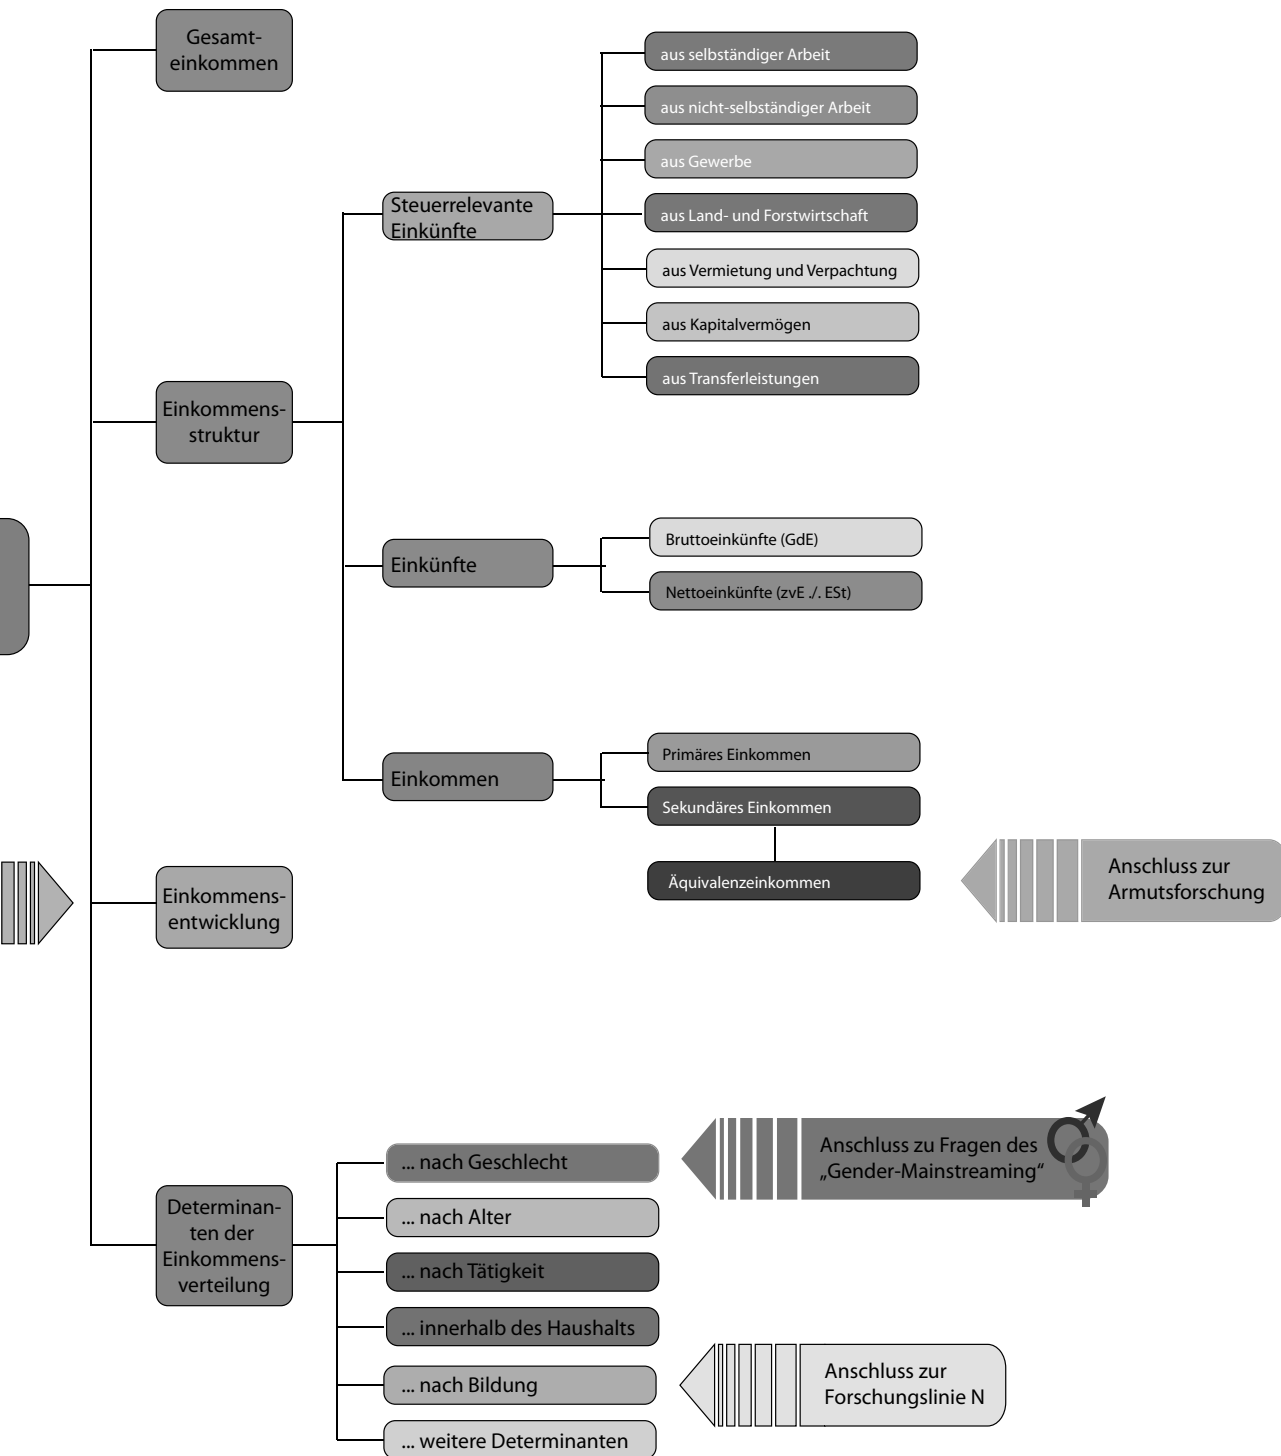 Gesamt-
einkommen
aus selbständiger Arbeit
aus nicht-selbständiger Arbeit
aus Gewerbe
Steuerrelevante
Einkünfte
aus Land- und Forstwirtschaft
aus Vermietung und Verpachtung
aus Kapitalvermögen
aus Transferleistungen
Einkommens-
struktur
Einkünfte
Bruttoeinkünfte (GdE)
Nettoeinkünfte (zvE ./. ESt)
Einkommen
Primäres Einkommen
Sekundäres Einkommen
Äquivalenzeinkommen
Anschluss zur
Armutsforschung
Einkommens-
entwicklung
Determinan-
ten der
Einkommens-
verteilung
... nach Geschlecht
Anschluss zu Fragen des
„Gender-Mainstreaming“
... nach Alter
... nach Tätigkeit
... innerhalb des Haushalts
... nach Bildung
Anschluss zur
Forschungslinie N
... weitere Determinanten